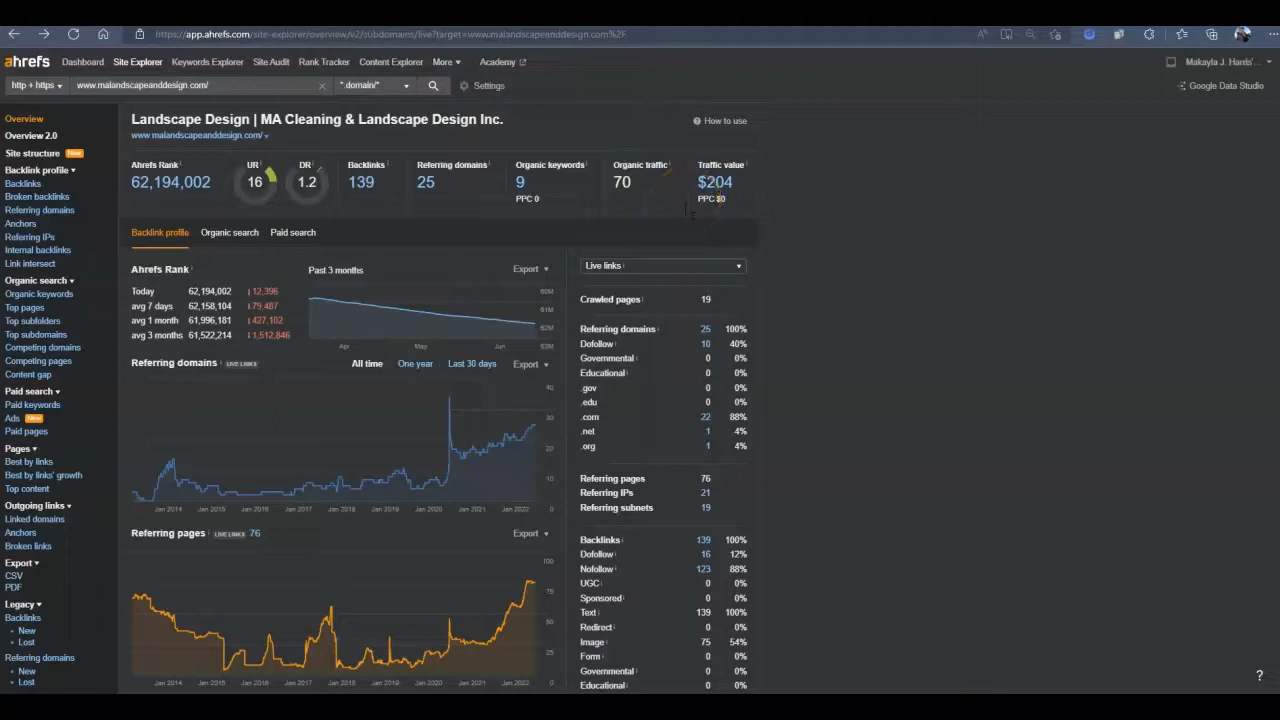 https://app.ahrefs.com/site-explorer/overview/v2/subdomains/live?target=www.malandscapeanddesign.com%2F
ahrefs Dashboard Site Explorer Keywords Explorer Site Audit Rank Tracker Content Explorer More Academy Makayla J. Harris'...
http + https www.malandscapeanddesign.com/ *.domain/* Settings Google Data Studio
Overview
Overview 2.0
Site structure New
Backlink profile
Backlinks
Broken backlinks
Referring domains
Anchors
Referring IPs
Internal backlinks
Link intersect
Organic search
Organic keywords
Top pages
Top subfolders
Top subdomains
Competing domains
Competing pages
Content gap
Paid search
Paid keywords
Ads New
Paid pages
Pages
Best by links
Best by links' growth
Top content
Outgoing links
Linked domains
Anchors
Broken links
Export
CSV
PDF
Legacy
Backlinks
New
Lost
Referring domains
New
Lost
Landscape Design | MA Cleaning & Landscape Design Inc.
How to use
www.malandscapeanddesign.com/
Ahrefs Rank UR DR Backlinks Referring domains Organic keywords Organic traffic Traffic value
62,194,002 16 1.2 139 25 9 70 $204
PPC 0 PPC $0
Backlink profile Organic search Paid search
Ahrefs Rank Past 3 months Export
Today 62,194,002 12,396
avg 7 days 62,158,104 79,487
avg 1 month 61,996,181 427,102
avg 3 months 61,522,214 1,512,846
60M
61M
62M
63M
Apr May Jun
Referring domains LIVE LINKS All time One year Last 30 days Export
40
30
20
10
0
Jan 2014 Jan 2015 Jan 2016 Jan 2017 Jan 2018 Jan 2019 Jan 2020 Jan 2021 Jan 2022
Referring pages LIVE LINKS 76 Export
100
75
50
25
0
Jan 2014 Jan 2015 Jan 2016 Jan 2017 Jan 2018 Jan 2019 Jan 2020 Jan 2021 Jan 2022
Live links
Crawled pages 19
Referring domains 25 100%
Dofollow 10 40%
Governmental 0 0%
Educational 0 0%
.gov 0 0%
.edu 0 0%
.com 22 88%
.net 1 4%
.org 1 4%
Referring pages 76
Referring IPs 21
Referring subnets 19
Backlinks 139 100%
Dofollow 16 12%
Nofollow 123 88%
UGC 0 0%
Sponsored 0 0%
Text 139 100%
Redirect 0 0%
Image 75 54%
Form 0 0%
Governmental 0 0%
Educational 0 0%
?